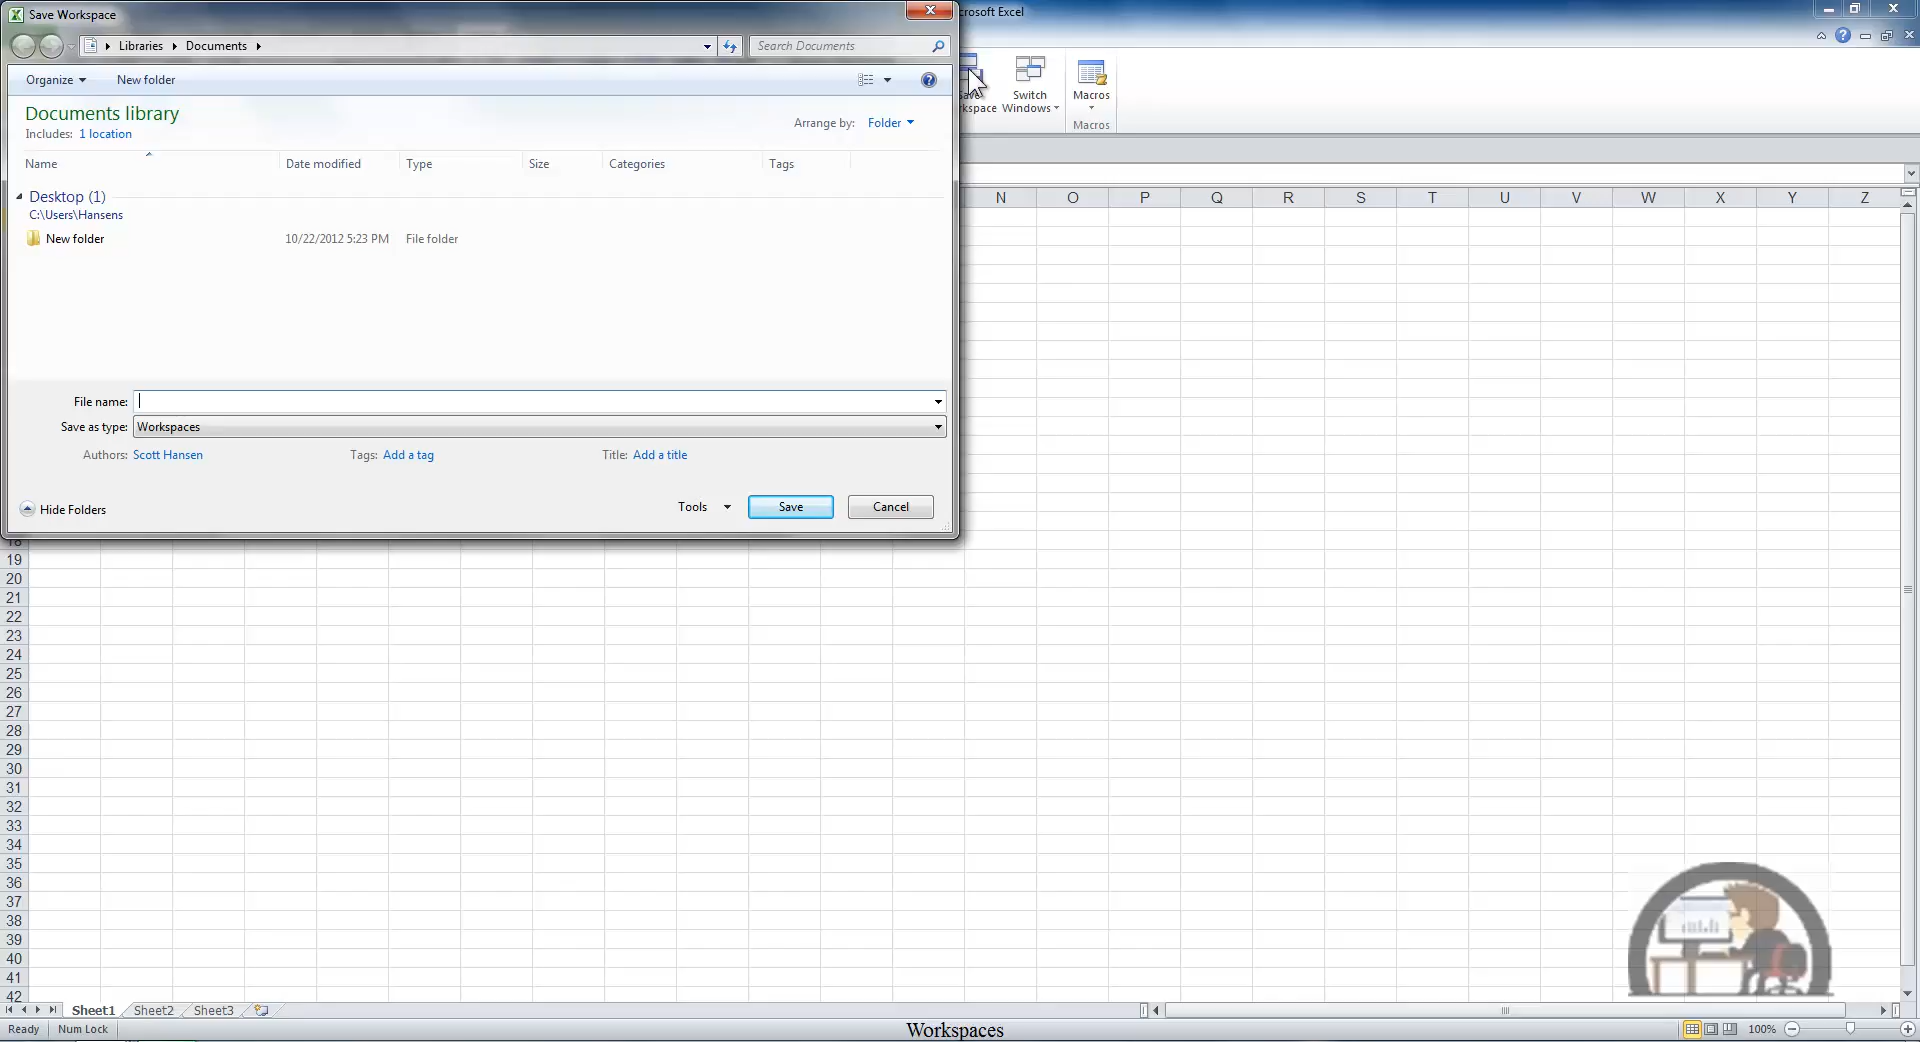 Save Workspace
crosoft Excel
Libraries
Documents
Search Documents
Organize
New folder
Save
kspace
Switch
Windows
Macros
Macros
Documents library
Includes: 1 location
Arrange by: Folder
Name
Date modified
Type
Size
Categories
Tags
Desktop (1)
C:\Users\Hansens
New folder
10/22/2012 5:23 PM
File folder
N O P Q R S T U V W X Y Z
File name:
Save as type: Workspaces
Authors: Scott Hansen
Tags: Add a tag
Title: Add a title
Hide Folders
Tools
Save
Cancel
18
19
20
21
22
23
24
25
26
27
28
29
30
31
32
33
34
35
36
37
38
39
40
41
42
Sheet1
Sheet2
Sheet3
Ready
Num Lock
Workspaces
100%